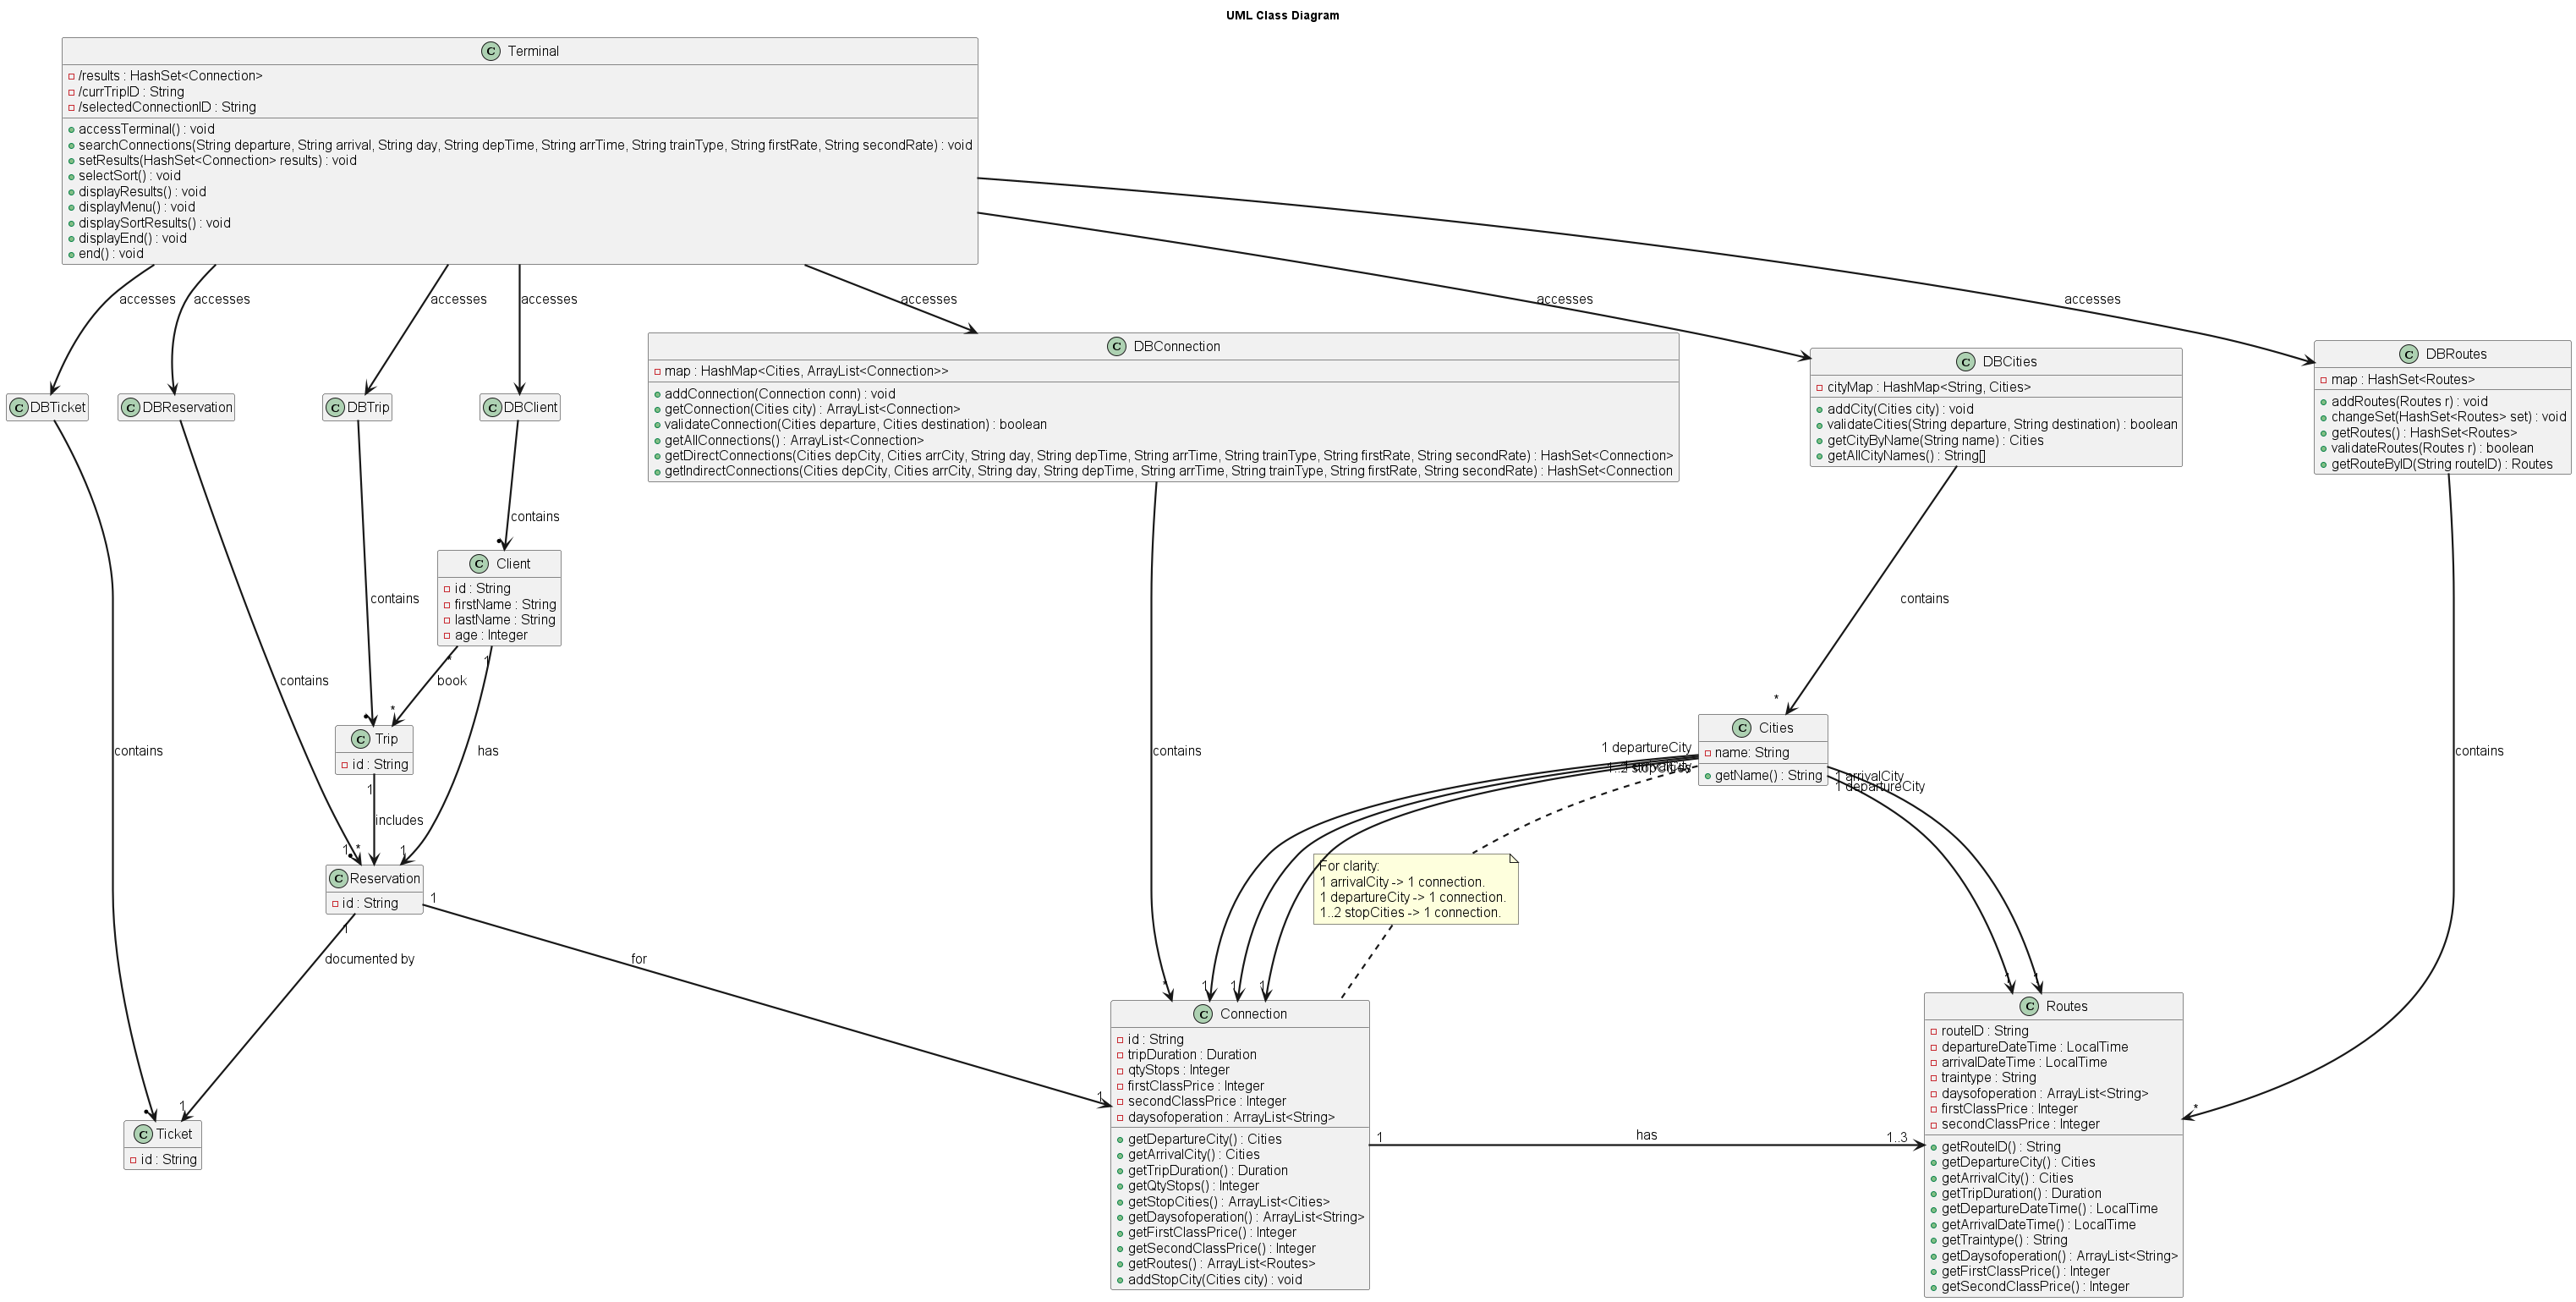 UML Class Diagram
C Terminal
/results : HashSet<Connection>
/currTripID : String
/selectedConnectionID : String
accessTerminal() : void
searchConnections(String departure, String arrival, String day, String depTime, String arrTime, String trainType, String firstRate, String secondRate) : void
setResults(HashSet<Connection> results) : void
selectSort() : void
displayResults() : void
displayMenu() : void
displaySortResults() : void
displayEnd() : void
end() : void
accesses
accesses
accesses
accesses
accesses
accesses
accesses
C DBTicket
C DBReservation
C DBTrip
C DBClient
C DBConnection
map : HashMap<Cities, ArrayList<Connection>>
addConnection(Connection conn) : void
getConnection(Cities city) : ArrayList<Connection>
validateConnection(Cities departure, Cities destination) : boolean
getAllConnections() : ArrayList<Connection>
getDirectConnections(Cities depCity, Cities arrCity, String day, String depTime, String arrTime, String trainType, String firstRate, String secondRate) : HashSet<Connection>
getIndirectConnections(Cities depCity, Cities arrCity, String day, String depTime, String arrTime, String trainType, String firstRate, String secondRate) : HashSet<Connection
C DBCities
cityMap : HashMap<String, Cities>
addCity(Cities city) : void
validateCities(String departure, String destination) : boolean
getCityByName(String name) : Cities
getAllCityNames() : String[]
C DBRoutes
map : HashSet<Routes>
addRoutes(Routes r) : void
changeSet(HashSet<Routes> set) : void
getRoutes() : HashSet<Routes>
validateRoutes(Routes r) : boolean
getRouteByID(String routeID) : Routes
contains
*
C Client
id : String
firstName : String
lastName : String
age : Integer
contains
contains
* 1
book
*
contains
*
*
C Trip
id : String
has
contains
contains
contains
*
C Cities
name: String
getName() : String
1 departureCity
1..2 stopCities
1 arrivalCity
1 departureCity
1
includes
1 * * 1
C Reservation
id : String
1
1
For clarity:
1 arrivalCity -> 1 connection.
1 departureCity -> 1 connection.
1..2 stopCities -> 1 connection.
documented by
for
* 1
C Ticket
id : String
* 1 1 1
1
C Connection
id : String
tripDuration : Duration
qtyStops : Integer
firstClassPrice : Integer
secondClassPrice : Integer
daysofoperation : ArrayList<String>
getDepartureCity() : Cities
getArrivalCity() : Cities
getTripDuration() : Duration
getQtyStops() : Integer
getStopCities() : ArrayList<Cities>
getDaysofoperation() : ArrayList<String>
getFirstClassPrice() : Integer
getSecondClassPrice() : Integer
getRoutes() : ArrayList<Routes>
addStopCity(Cities city) : void
1 has 1..3
*
C Routes
routeID : String
departureDateTime : LocalTime
arrivalDateTime : LocalTime
traintype : String
daysofoperation : ArrayList<String>
firstClassPrice : Integer
secondClassPrice : Integer
getRouteID() : String
getDepartureCity() : Cities
getArrivalCity() : Cities
getTripDuration() : Duration
getDepartureDateTime() : LocalTime
getArrivalDateTime() : LocalTime
getTraintype() : String
getDaysofoperation() : ArrayList<String>
getFirstClassPrice() : Integer
getSecondClassPrice() : Integer